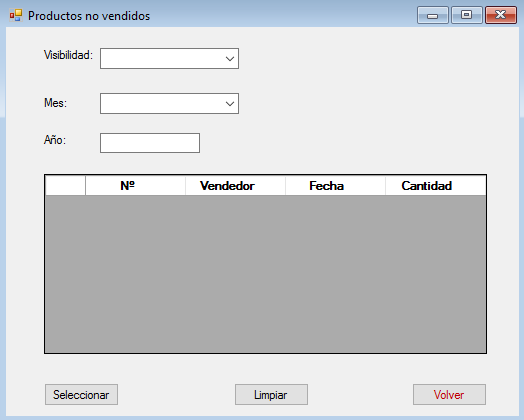 Productos no vendidos
Visibilidad:
Mes:
Año:
Nº Vendedor Fecha Cantidad
Seleccionar Limpiar Volver